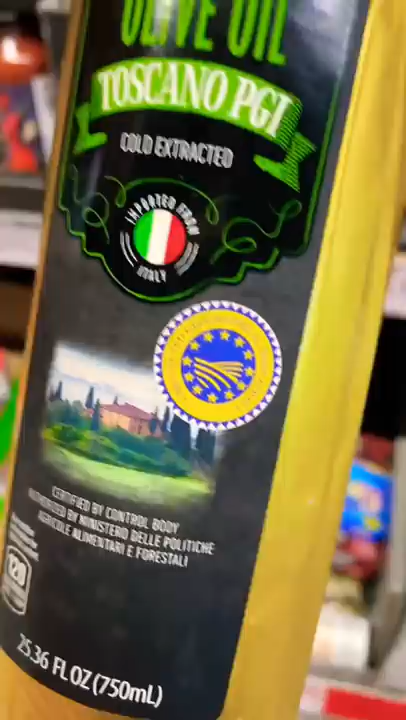 OLIVE OIL
TOSCANO PGI
COLD EXTRACTED
IMPORTED FROM
ITALY
CERTIFIED BY CONTROL BODY
AUTHORIZED BY MINISTERO DELLE POLITICHE
AGRICOLE ALIMENTARI E FORESTALI
120
25.36 FL OZ (750mL)